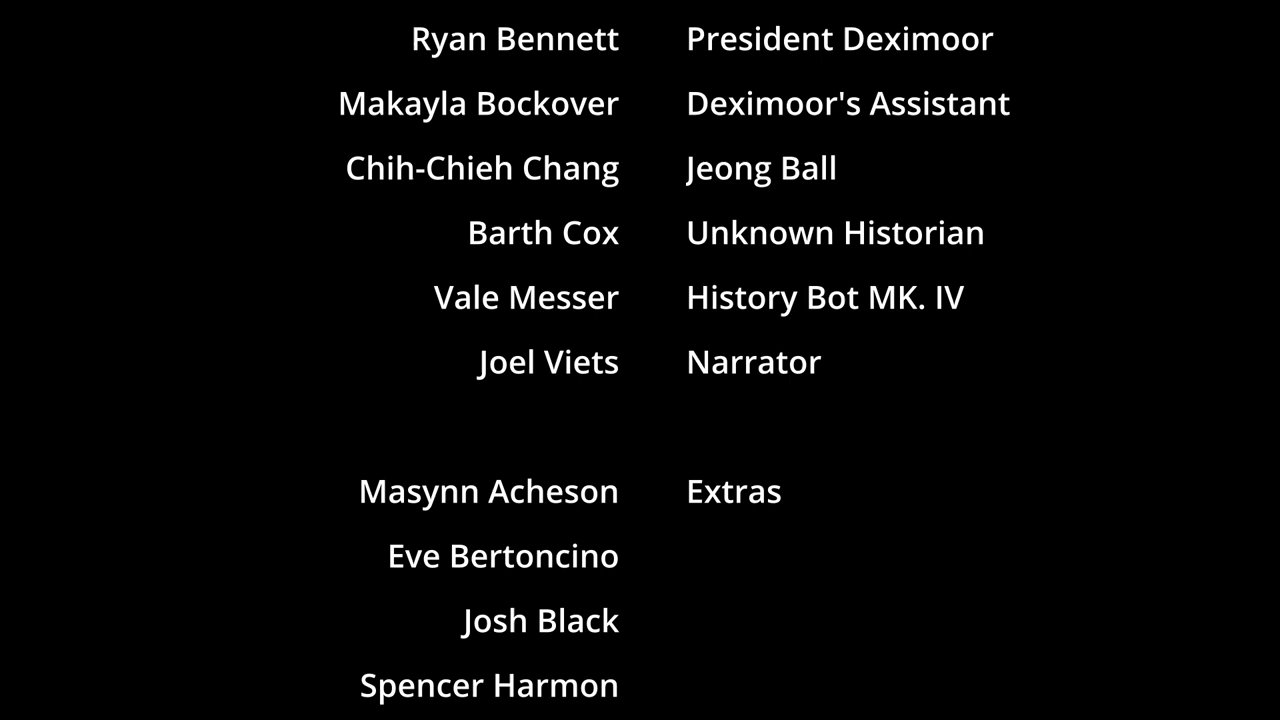 Ryan Bennett President Deximoor
Makayla Bockover Deximoor's Assistant
Chih-Chieh Chang Jeong Ball
Barth Cox Unknown Historian
Vale Messer History Bot MK. IV
Joel Viets Narrator
Masynn Acheson Extras
Eve Bertoncino
Josh Black
Spencer Harmon